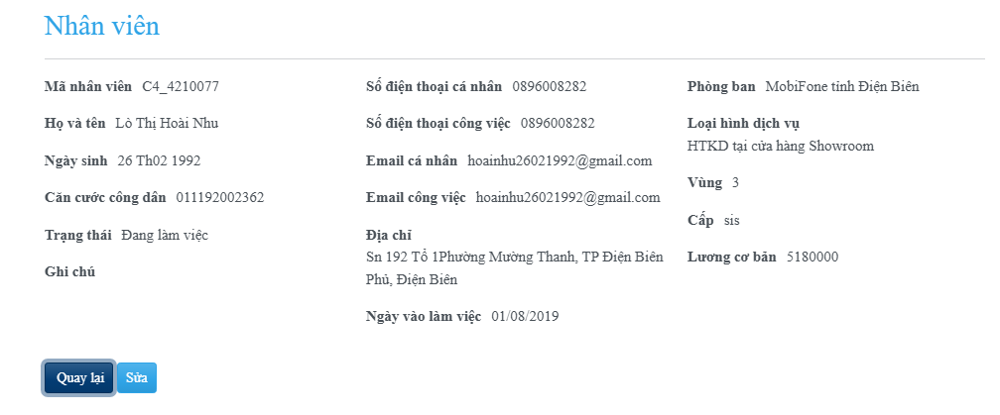 Nhân viên
Mã nhân viên C4_4210077
Họ và tên Lò Thị Hoài Nhu
Ngày sinh 26 Th02 1992
Căn cước công dân 011192002362
Trạng thái Đang làm việc
Ghi chú
Số điện thoại cá nhân 0896008282
Số điện thoại công việc 0896008282
Email cá nhân hoainhu26021992@gmail.com
Email công việc hoainhu26021992@gmail.com
Địa chỉ
Sn 192 Tổ 1Phường Mường Thanh, TP Điện Biên
Phủ, Điện Biên
Ngày vào làm việc 01/08/2019
Phòng ban MobiFone tỉnh Điện Biên
Loại hình dịch vụ
HTKD tại cửa hàng Showroom
Vùng 3
Cấp sis
Lương cơ bản 5180000
Quay lại Sửa